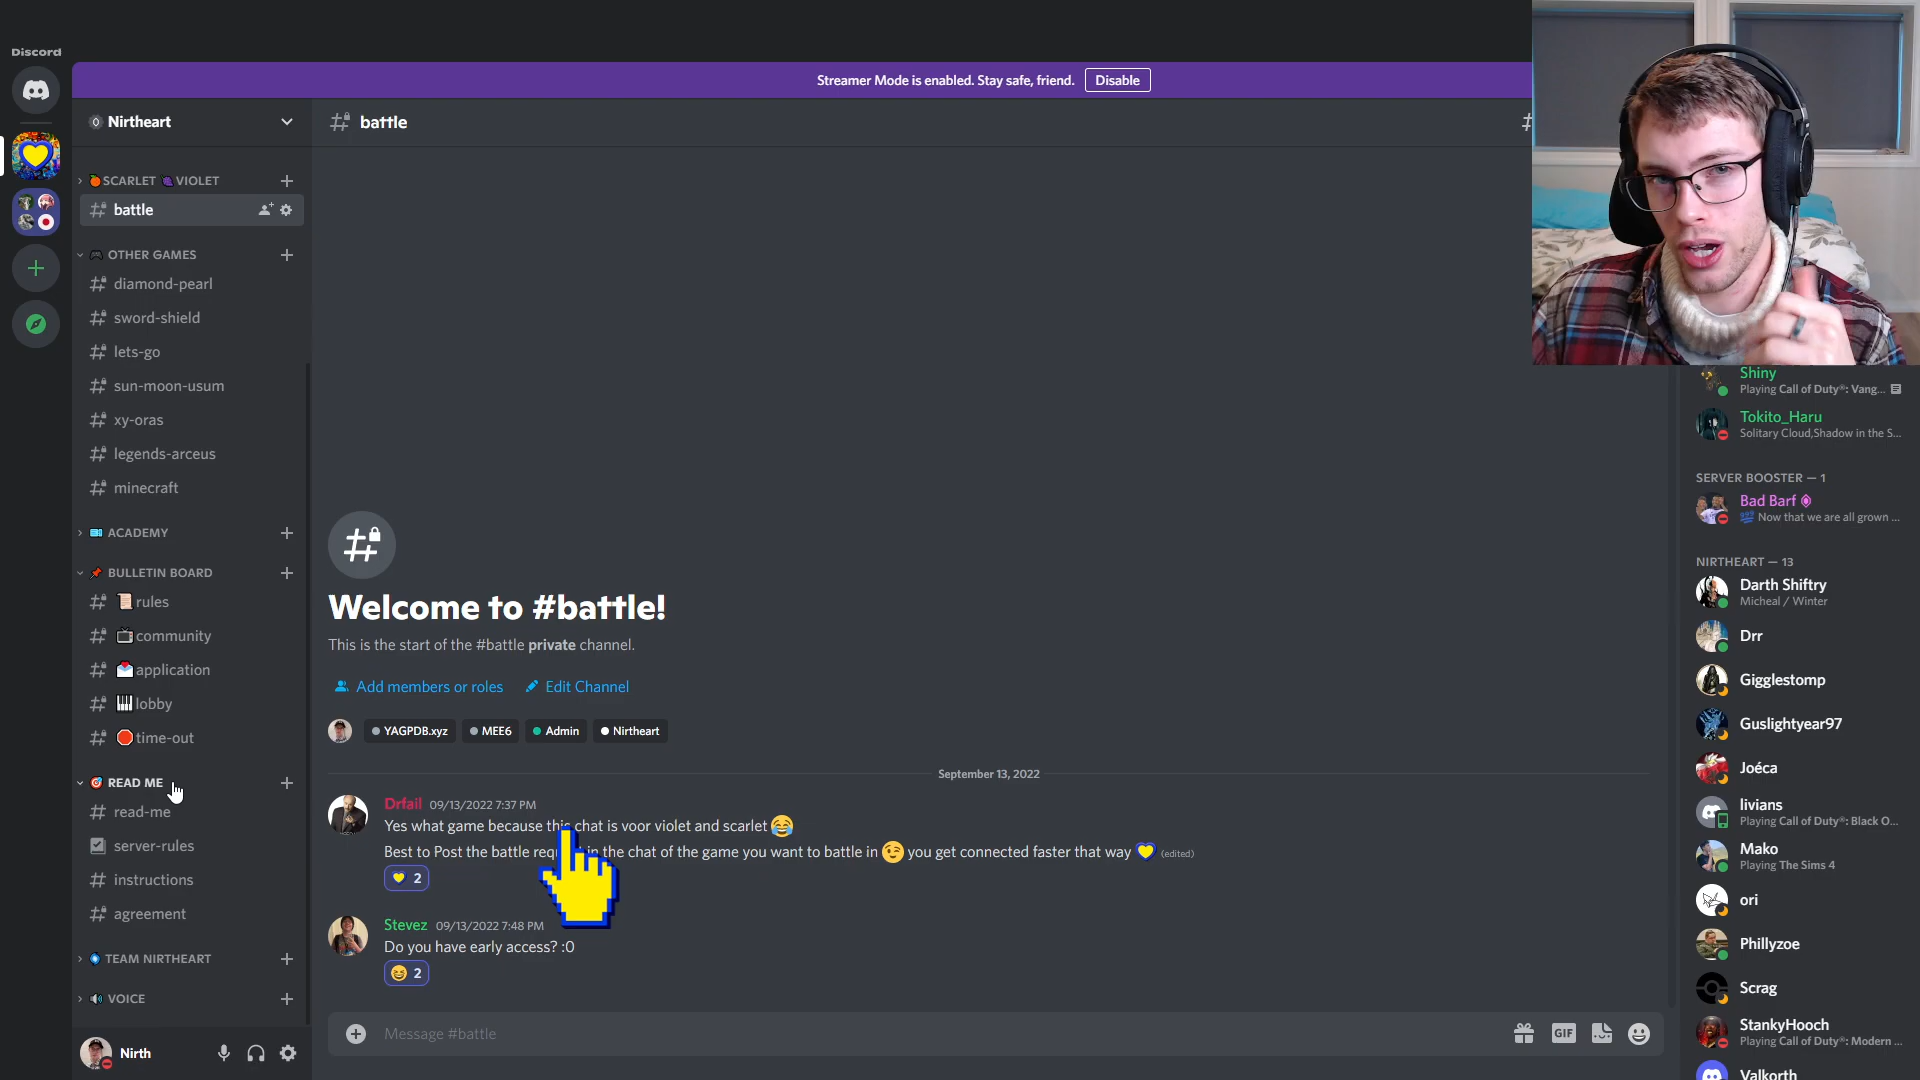 Discord
Streamer Mode is enabled. Stay safe, friend. Disable
Nirtheart
# battle
#
SCARLET VIOLET
battle
OTHER GAMES
diamond-pearl
sword-shield
lets-go
sun-moon-usum
xy-oras
legends-arceus
minecraft
ACADEMY
BULLETIN BOARD
rules
community
application
lobby
time-out
READ ME
read-me
server-rules
instructions
agreement
TEAM NIRTHEART
VOICE
Nirth
Welcome to #battle!
This is the start of the #battle private channel.
Add members or roles Edit Channel
YAGPDB.xyz MEE6 Admin Nirtheart
September 13, 2022
Drfail 09/13/2022 7:37 PM
Yes what game because this chat is voor violet and scarlet 😂
Best to Post the battle in the chat of the game you want to battle in 😉 you get connected faster that way 💛 (edited)
💛 2
Stevez 09/13/2022 7:48 PM
Do you have early access? :0
😆 2
Message #battle
GIF
Shiny
Playing Call of Duty®: Vang...
Tokito_Haru
Solitary Cloud,Shadow in the S...
SERVER BOOSTER — 1
Bad Barf
Now that we are all grown ...
NIRTHEART — 13
Darth Shiftry
Micheal / Winter
Drr
Gigglestomp
Guslightyear97
Joéca
livians
Playing Call of Duty®: Black O...
Mako
Playing The Sims 4
ori
Phillyzoe
Scrag
StankyHooch
Playing Call of Duty®: Modern ...
Valkorth